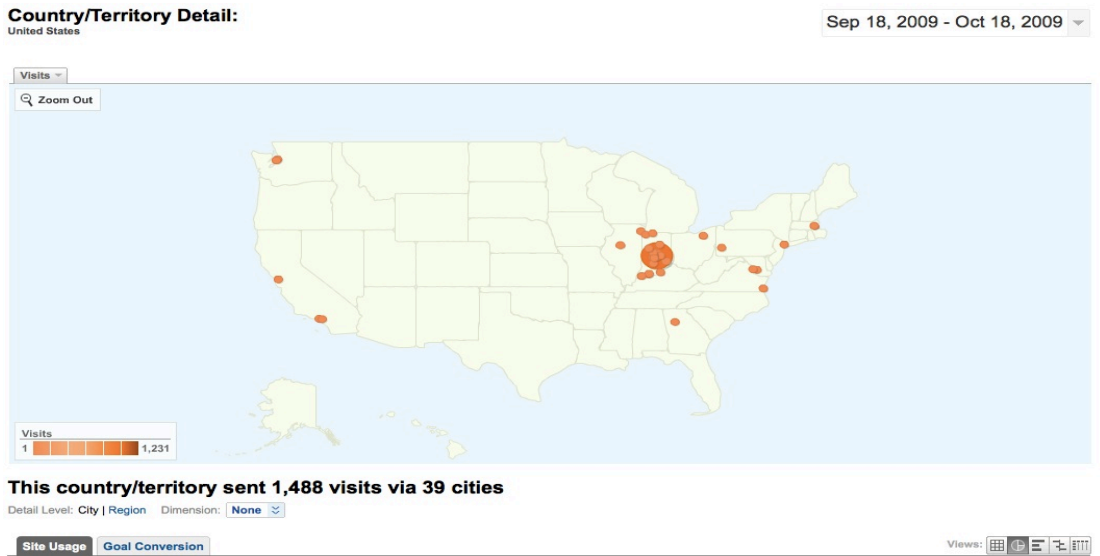 Country/Territory Detail:
United States
Sep 18, 2009 - Oct 18, 2009
Visits
Zoom Out
Visits
1 1,231
This country/territory sent 1,488 visits via 39 cities
Detail Level: City | Region Dimension: None
Site Usage Goal Conversion Views: